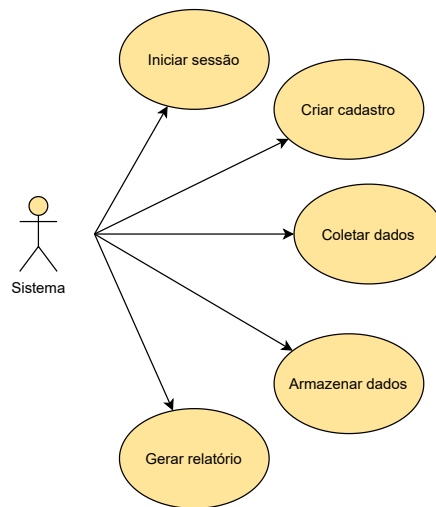 Iniciar sessão
Criar cadastro
Coletar dados
Sistema
Armazenar dados
Gerar relatório